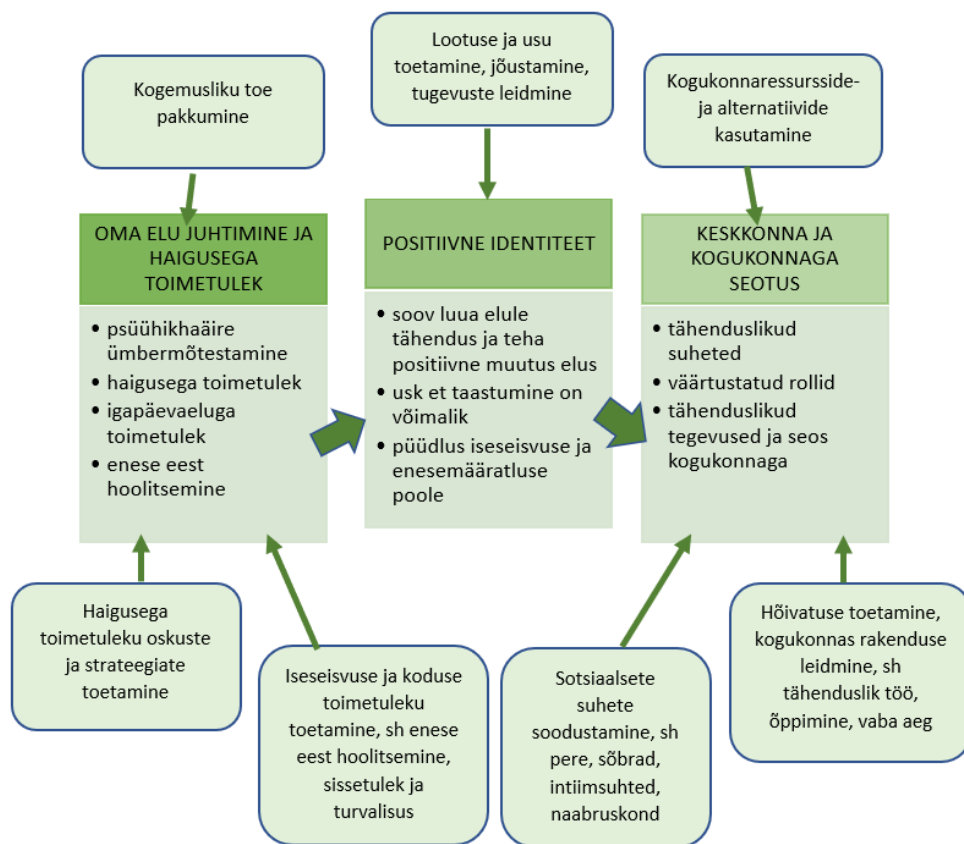 Kogemusliku toe
pakkumine
Lootuse ja usu
toetamine, jõustamine,
tugevuste leidmine
Kogukonnaressursside-
ja alternatiivide
kasutamine
OMA ELU JUHTIMINE JA
HAIGUSEGA
TOIMETULEK
• psüühikhaäire
ümbermõtestamine
• haigusega toimetulek
• igapäevaeluga
toimetulek
• enese eest
hoolitsemine
POSITIIVNE IDENTITEET
• soov luua elule
tähendus ja teha
positiivne muutus elus
• usk et taastumine on
võimalik
• püüdlus iseseisvuse ja
enesemääratluse
poole
KESKKONNA JA
KOGUKONNAGA
SEOTUS
• tähenduslikud
suheted
• väärtustatud rollid
• tähenduslikud
tegevused ja seos
kogukonnaga
Haigusega
toimetuleku oskuste
ja strateegiate
toetamine
Iseseisvuse ja koduse
toimetuleku
toetamine, sh enese
eest hoolitsemine,
sissetulek ja
turvalisus
Sotsiaalsete
suhete
soodustamine, sh
pere, sõbrad,
intiimsuhted,
naabruskond
Hõivatuse toetamine,
kogukonnas rakenduse
leidmine, sh
tähenduslik töö,
õppimine, vaba aeg